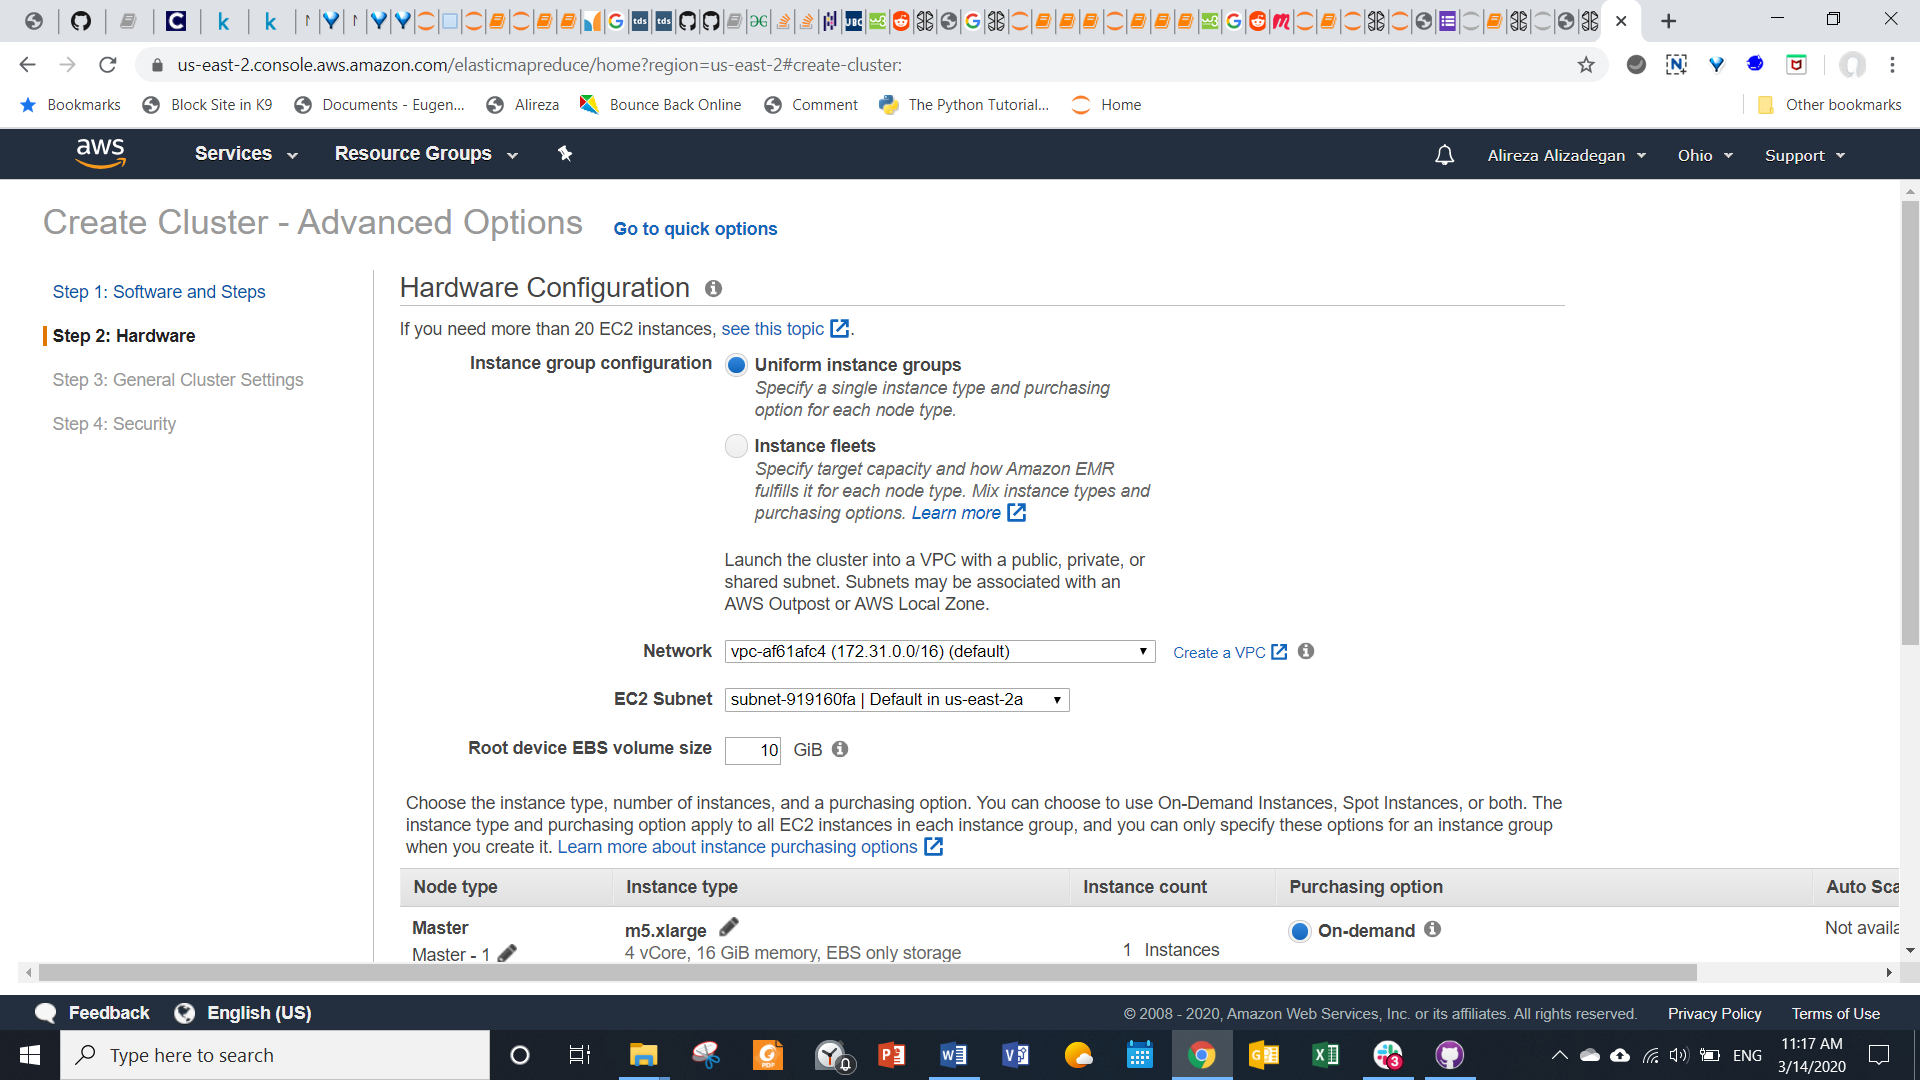 us-east-2.console.aws.amazon.com/elasticmapreduce/home?region=us-east-2#create-cluster:
Bookmarks Block Site in K9 Documents - Eugen... Alireza Bounce Back Online Comment The Python Tutorial... Home Other bookmarks
aws Services Resource Groups Alireza Alizadegan Ohio Support
Create Cluster - Advanced Options Go to quick options
Step 1: Software and Steps
Step 2: Hardware
Step 3: General Cluster Settings
Step 4: Security
Hardware Configuration
If you need more than 20 EC2 instances, see this topic.
Instance group configuration Uniform instance groups
Specify a single instance type and purchasing
option for each node type.
Instance fleets
Specify target capacity and how Amazon EMR
fulfills it for each node type. Mix instance types and
purchasing options. Learn more
Launch the cluster into a VPC with a public, private, or
shared subnet. Subnets may be associated with an
AWS Outpost or AWS Local Zone.
Network vpc-af61afc4 (172.31.0.0/16) (default) Create a VPC
EC2 Subnet subnet-919160fa | Default in us-east-2a
Root device EBS volume size 10 GiB
Choose the instance type, number of instances, and a purchasing option. You can choose to use On-Demand Instances, Spot Instances, or both. The
instance type and purchasing option apply to all EC2 instances in each instance group, and you can only specify these options for an instance group
when you create it. Learn more about instance purchasing options
Node type Instance type Instance count Purchasing option Auto Sca
Master m5.xlarge On-demand Not availa
Master - 1 4 vCore, 16 GiB memory, EBS only storage 1 Instances
Feedback English (US) © 2008 - 2020, Amazon Web Services, Inc. or its affiliates. All rights reserved. Privacy Policy Terms of Use
Type here to search ENG 11:17 AM
3/14/2020